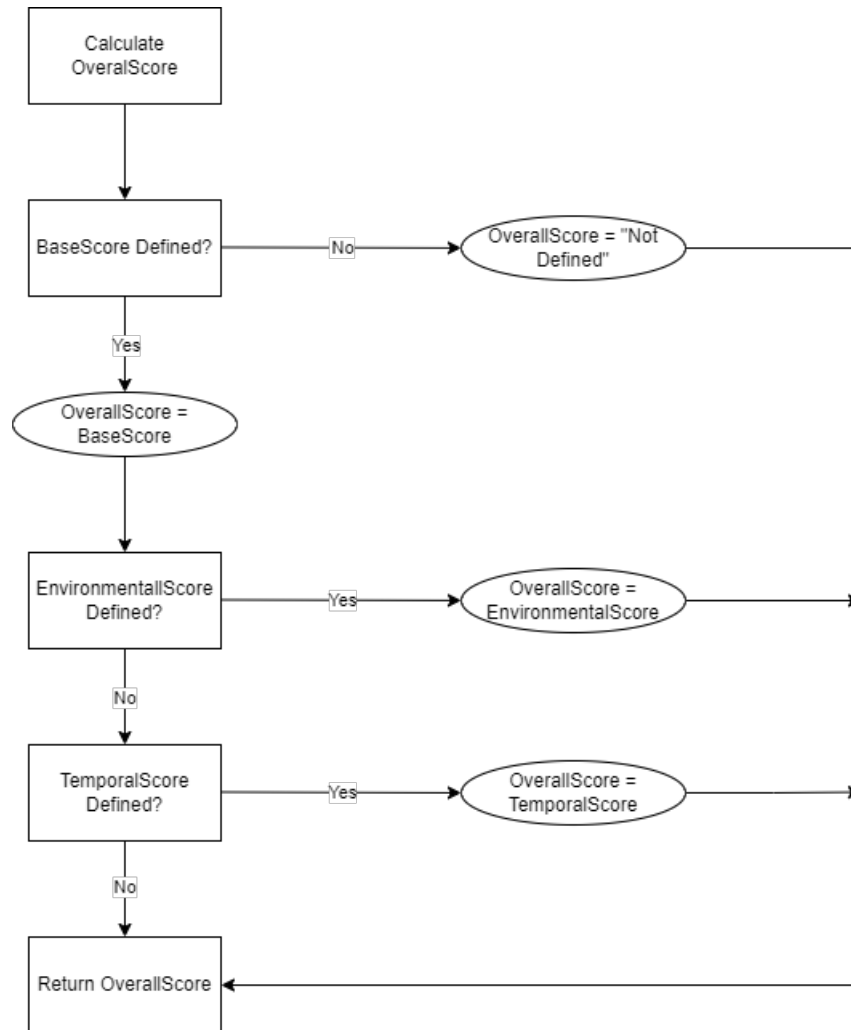 Calculate
OveralScore
BaseScore Defined?
No
OverallScore = "Not
Defined"
Yes
OverallScore =
BaseScore
EnvironmentallScore
Defined?
Yes
OverallScore =
EnvironmentalScore
No
TemporalScore
Defined?
Yes
OverallScore =
TemporalScore
No
Return OverallScore